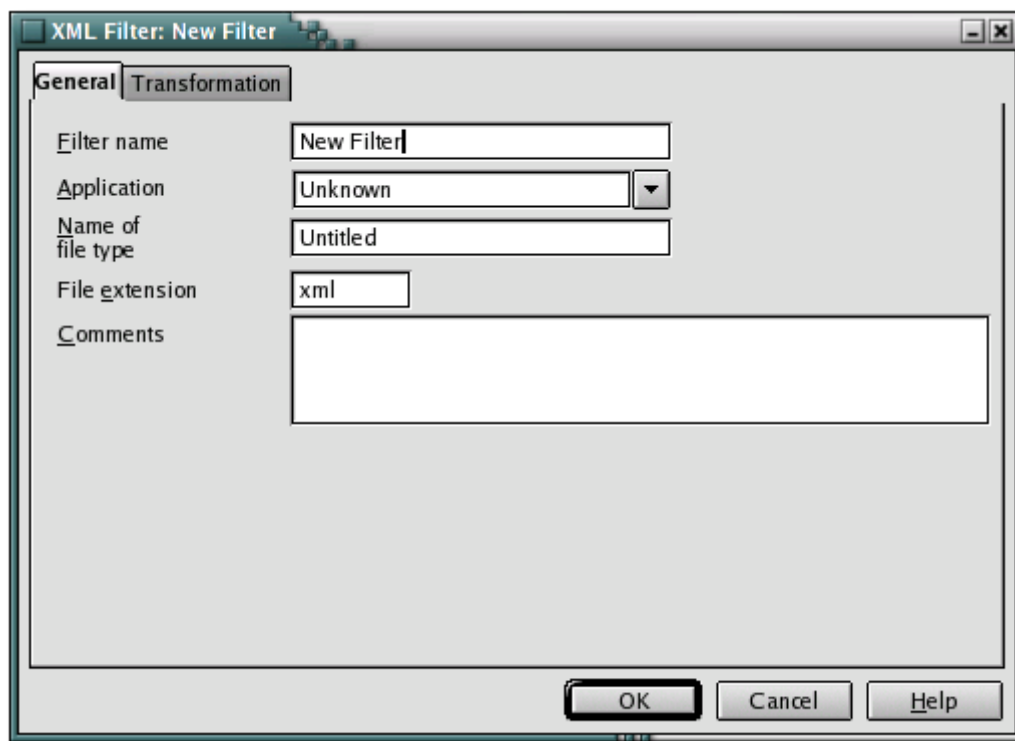 XML Filter: New Filter
General Transformation
Filter name New Filter
Application Unknown
Name of
file type Untitled
File extension xml
Comments
OK Cancel Help